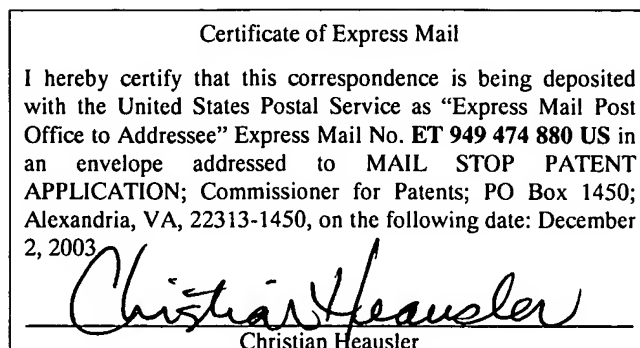 Certificate of Express Mail
I hereby certify that this correspondence is being deposited
with the United States Postal Service as “Express Mail Post
Office to Addressee” Express Mail No. ET 949 474 880 US in
an envelope addressed to MAIL STOP PATENT
APPLICATION; Commissioner for Patents; PO Box 1450;
Alexandria, VA, 22313-1450, on the following date: December
2, 2003
Christian Heausler
Christian Heausler